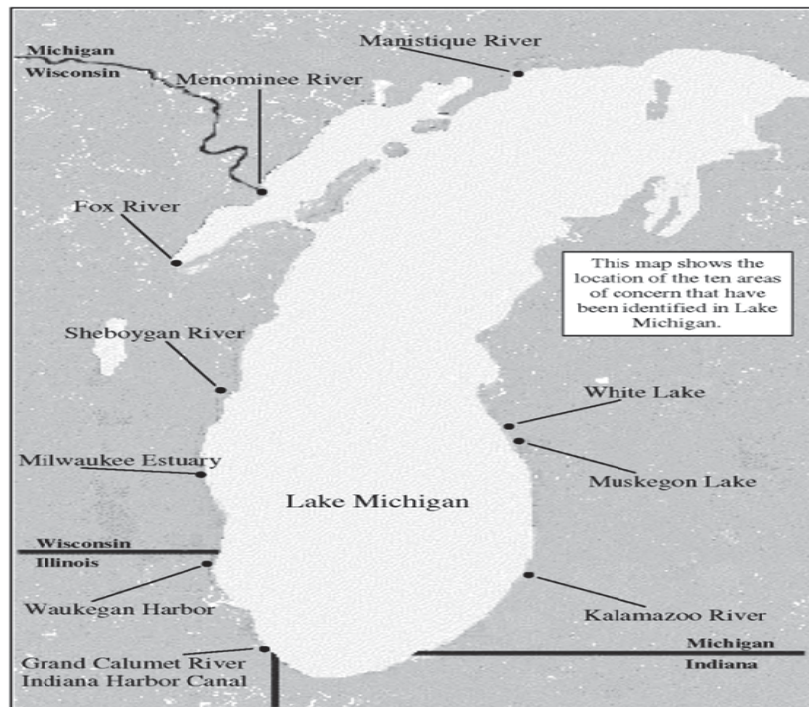 Manistique River
Michigan
Wisconsin
Menominee River
Fox River
This map shows the
location of the ten areas
of concern that have
been identified in Lake
Michigan.
Sheboygan River
White Lake
Milwaukee Estuary
Muskegon Lake
Lake Michigan
Wisconsin
Illinois
Waukegan Harbor
Kalamazoo River
Michigan
Indiana
Grand Calumet River
Indiana Harbor Canal